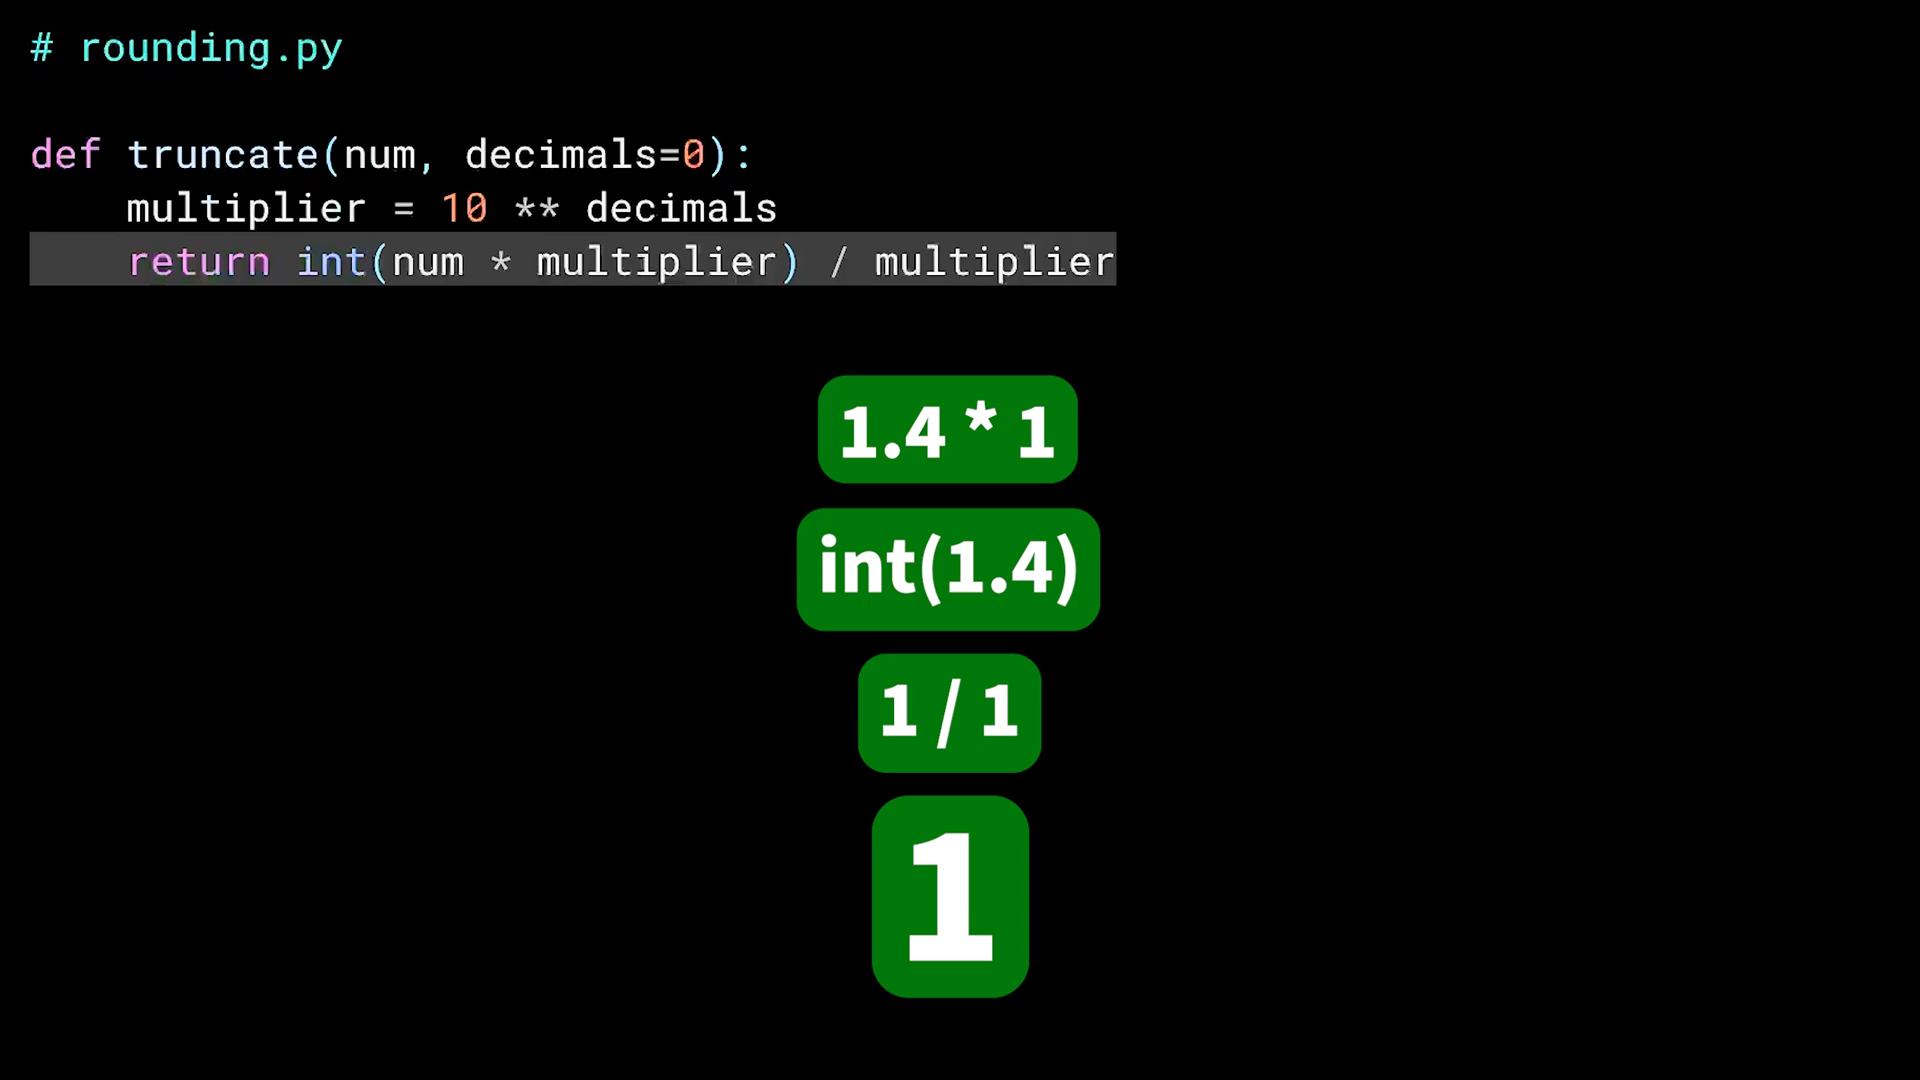 # rounding.py
def truncate(num, decimals=0):
    multiplier = 10 ** decimals
    return int(num * multiplier) / multiplier
1.4 * 1
int(1.4)
1 / 1
1